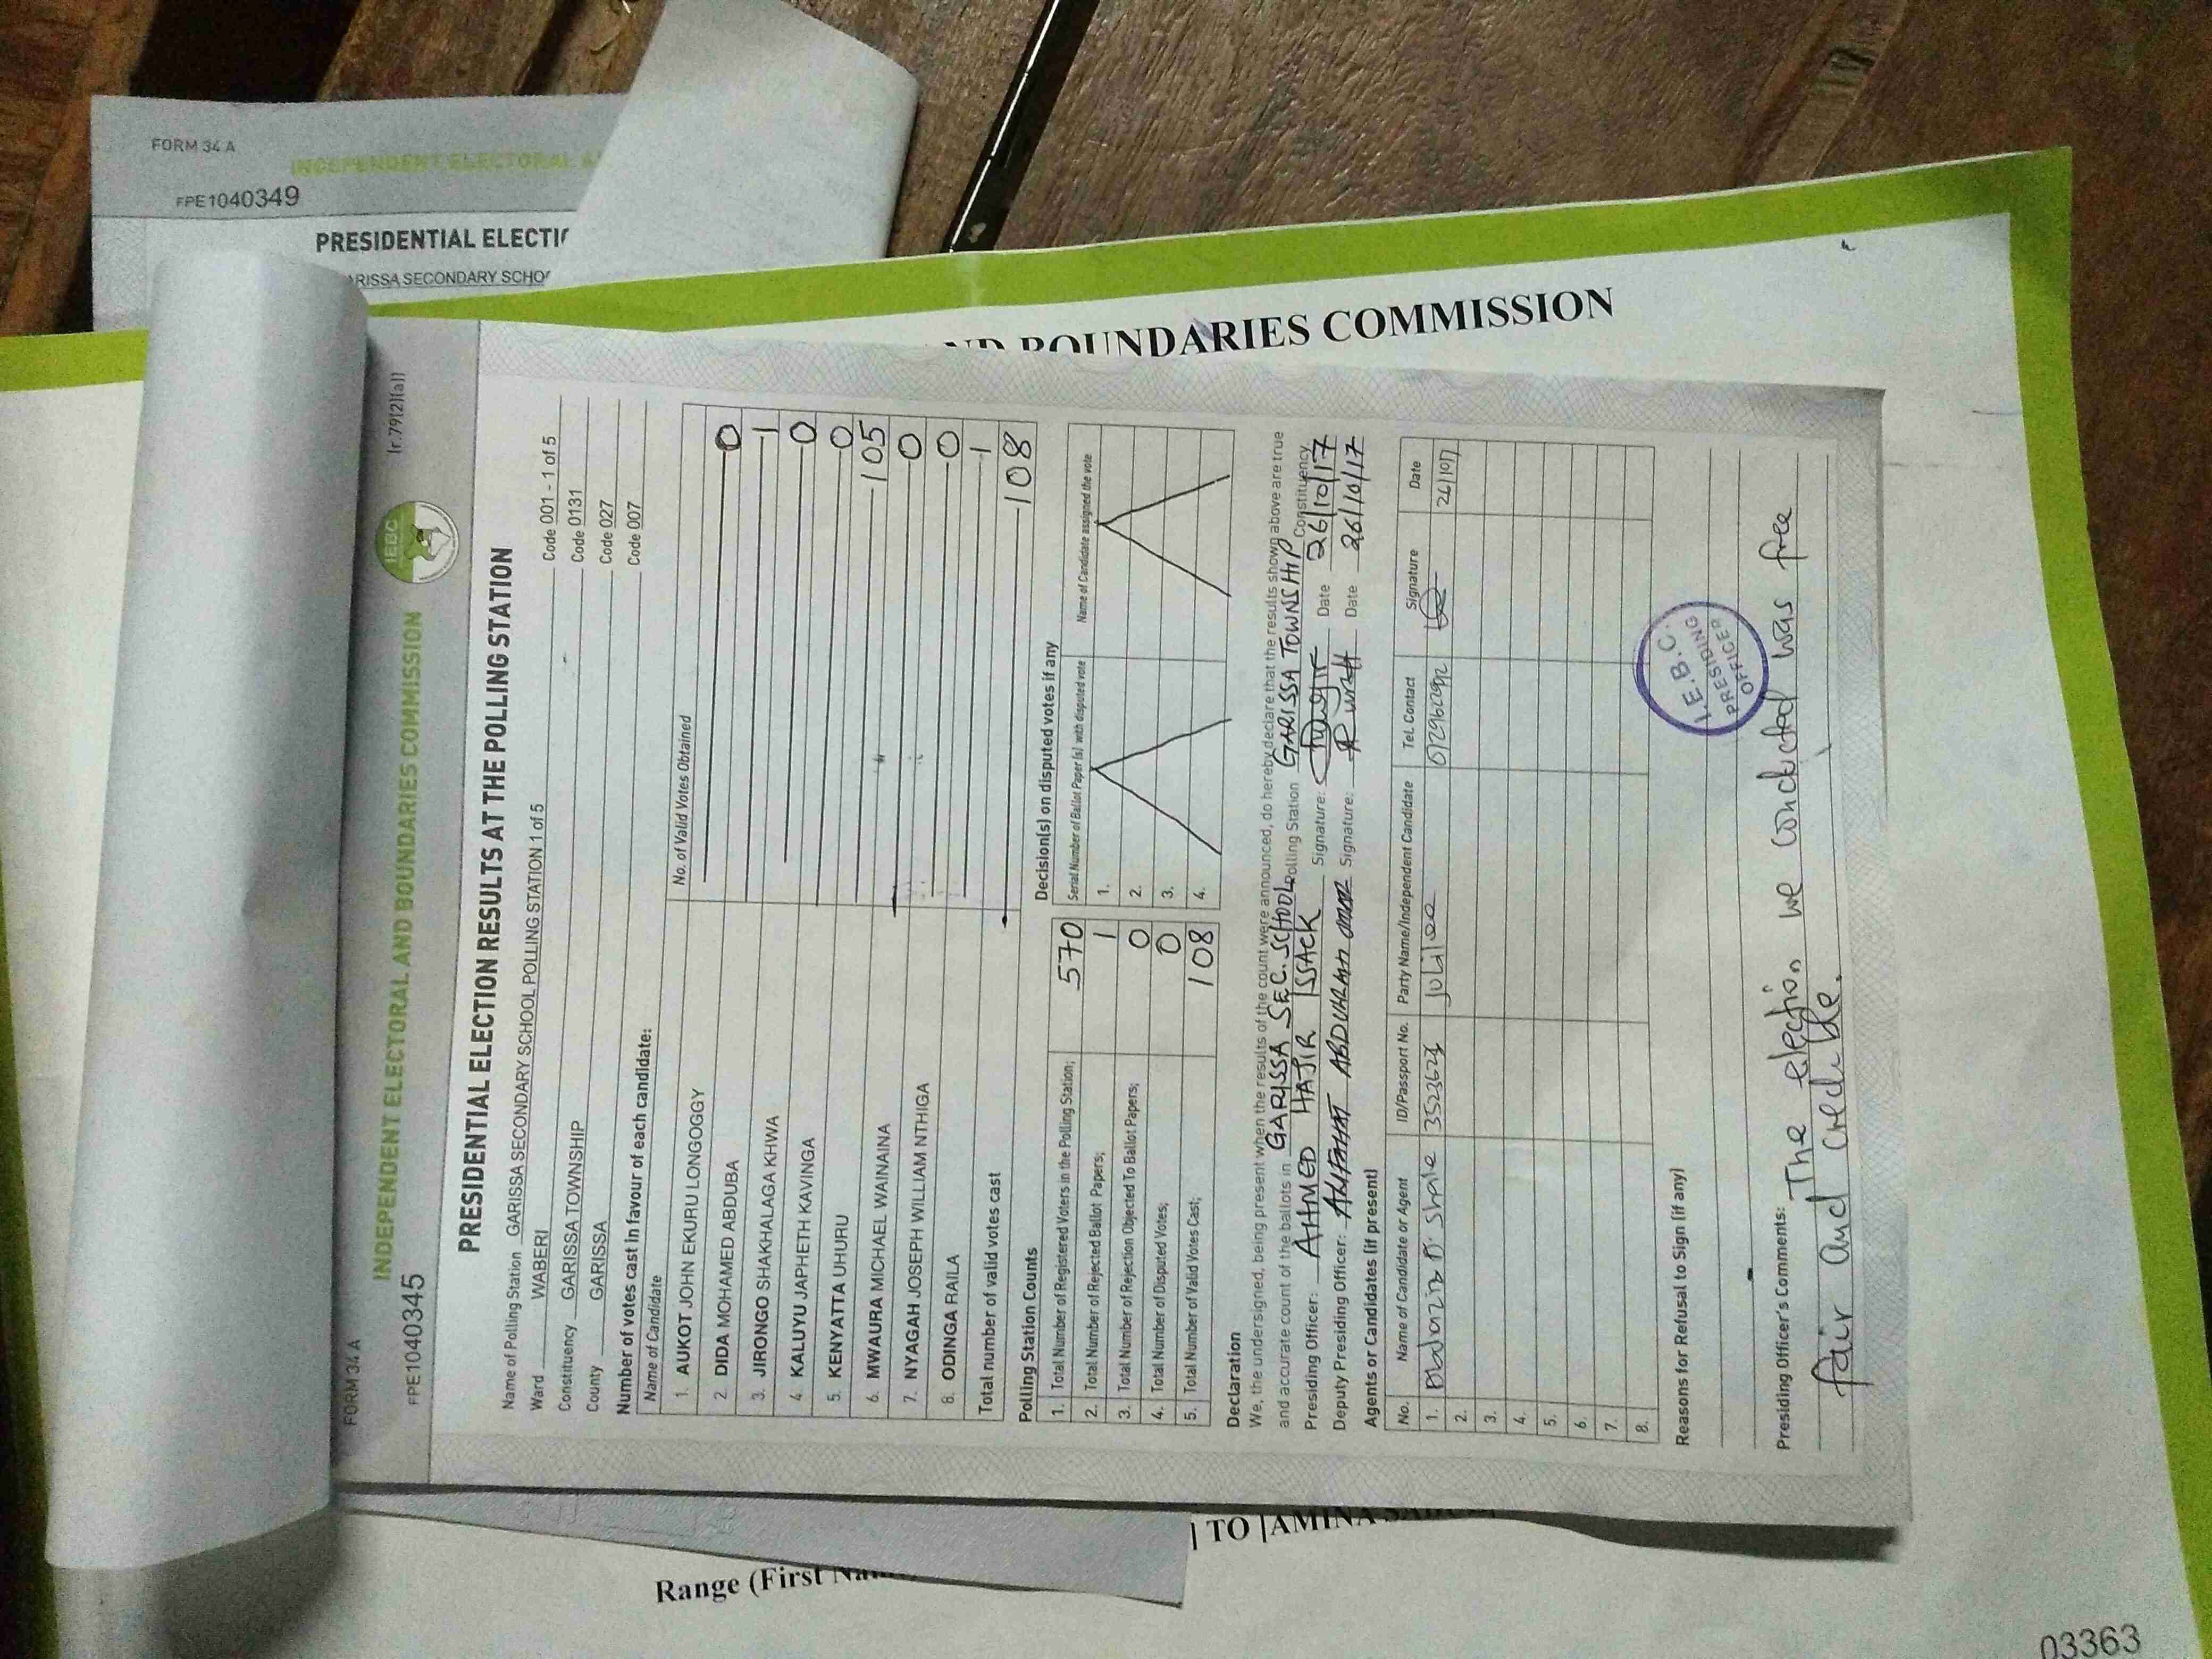 FORM 34 A
FPE1040349
INDEPENDENT ELECTORAL
PRESIDENTIAL
SECONDARY
BOUNDARIES COMMISSION
FORM 34 A
(r.79(2)(a))
INDEPENDENT ELECTORAL AND BOUNDARIES COMMISSION
IEBC
FPE1040345
PRESIDENTIAL ELECTION RESULTS AT THE POLLING STATION
Name of Polling Station GARISSA SECONDARY SCHOOL POLLING STATION 1 of 5 Code 001 - 1 of 5
Ward WABERI Code 0131
Constituency GARISSA TOWNSHIP Code 027
County GARISSA Code 007
Number of votes cast in favour of each candidate:
Name of Candidate No. of Valid Votes Obtained
1. AUKOT JOHN EKURU LONGOGGY 0
2. DIDA MOHAMED ABDUBA 1
3. JIRONGO SHAKHALAGA KHWA 0
4. KALUYU JAPHETH KAVINGA 0
5. KENYATTA UHURU 105
6. MWAURA MICHAEL WAINAINA 0
7. NYAGAH JOSEPH WILLIAM NTHIGA 0
8. ODINGA RAILA 1
Total number of valid votes cast 108
Polling Station Counts
1. Total Number of Registered Voters in the Polling Station; 570
2. Total Number of Rejected Ballot Papers; 1
3. Total Number of Rejection Objected To Ballot Papers; 0
4. Total Number of Disputed Votes; 0
5. Total Number of Valid Votes Cast; 108
Decision(s) on disputed votes if any
Serial Number of Ballot Paper (s) with disputed vote Name of Candidate assigned the vote
1.
2.
3.
4.
Declaration
We, the undersigned, being present when the results of the count were announced, do hereby declare that the results shown above are true
and accurate count of the ballots in GARISSA SEC. SCHOOL Polling Station GARISSA TOWNSHIP Constituency.
Presiding Officer: AHMED HAJIR ISSACK Signature: Date 26/10/17
Deputy Presiding Officer: ABDURHMAN OMAR Signature: Date 26/10/17
Agents or Candidates (if present)
No. Name of Candidate or Agent ID/Passport No. Party Name/Independent Candidate Tel. Contact Signature Date
1. Shale Jubilee
2.
3.
4.
5.
6.
7.
8.
Reasons for Refusal to Sign (if any)
I.E.B.C.
PRESIDING
OFFICER
Presiding Officer's Comments: The election we conducted was free
fair and credible.
Range (First
TO |AMINA
03363